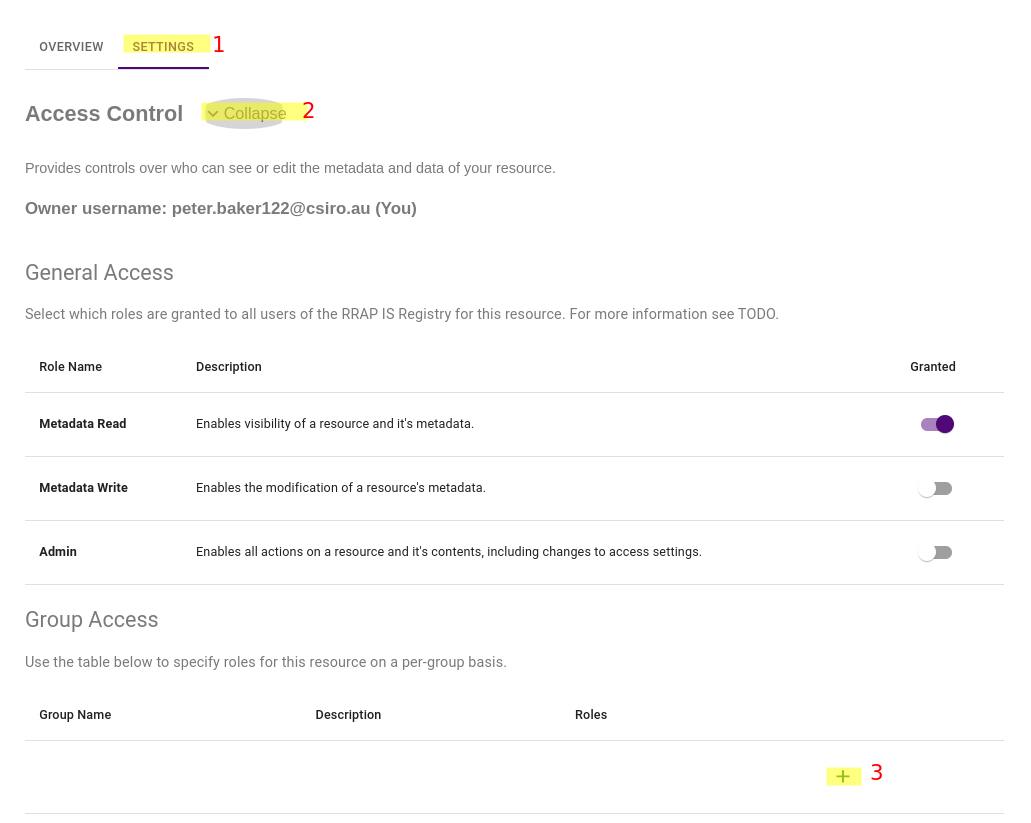 OVERVIEW SETTINGS 1
Access Control Collapse 2
Provides controls over who can see or edit the metadata and data of your resource.
Owner username: peter.baker122@csiro.au (You)
General Access
Select which roles are granted to all users of the RRAP IS Registry for this resource. For more information see TODO.
Role Name Description Granted
Metadata Read Enables visibility of a resource and it's metadata.
Metadata Write Enables the modification of a resource's metadata.
Admin Enables all actions on a resource and it's contents, including changes to access settings.
Group Access
Use the table below to specify roles for this resource on a per-group basis.
Group Name Description Roles
+ 3